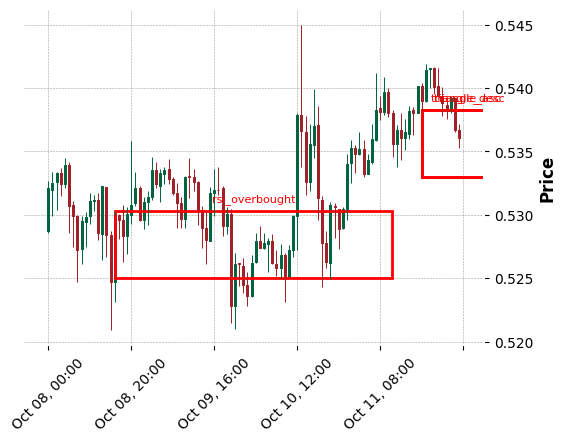 0.545
0.540
0.535
0.530
0.525
0.520
Price
rsi_overbought
Oct 08, 00:00
Oct 08, 20:00
Oct 09, 16:00
Oct 10, 12:00
Oct 11, 08:00